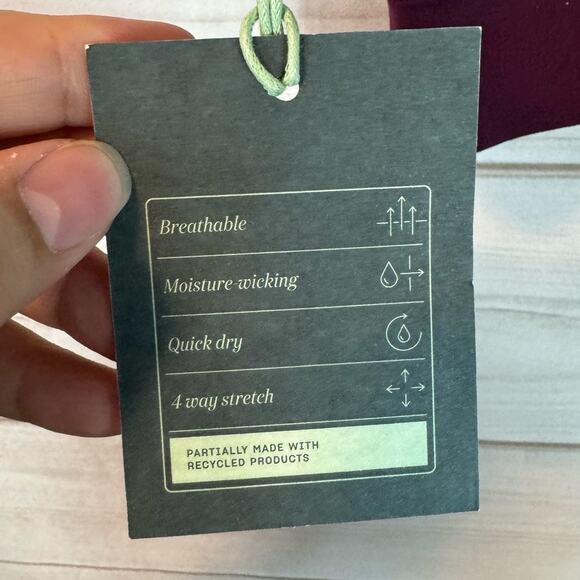 Breathable
Moisture-wicking
Quick dry
4 way stretch
PARTIALLY MADE WITH
RECYCLED PRODUCTS